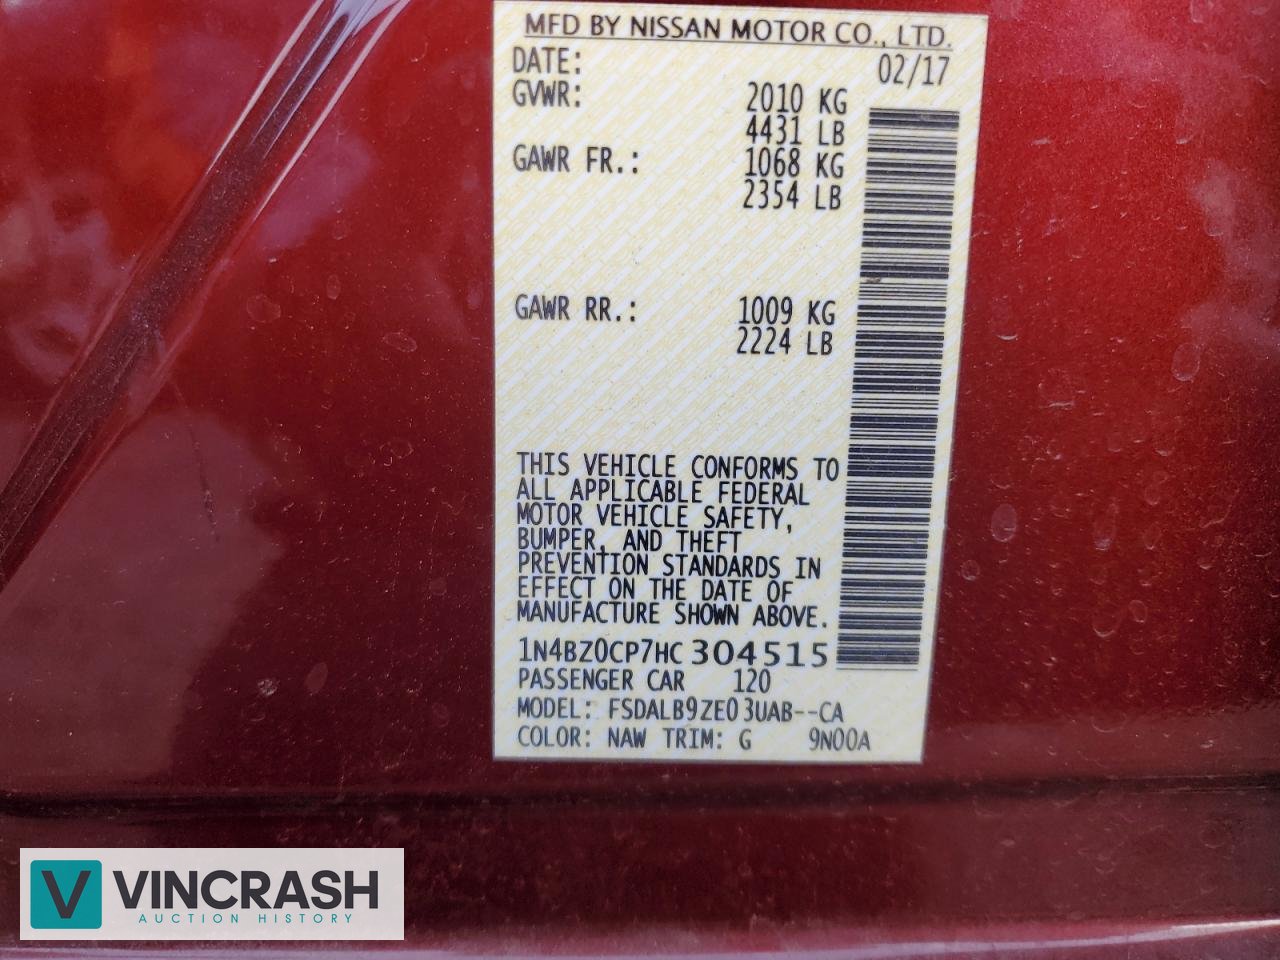 MFD BY NISSAN MOTOR CO., LTD.
DATE: 02/17
GVWR: 2010 KG
4431 LB
GAWR FR.: 1068 KG
2354 LB
GAWR RR.: 1009 KG
2224 LB
THIS VEHICLE CONFORMS TO
ALL APPLICABLE FEDERAL
MOTOR VEHICLE SAFETY,
BUMPER, AND THEFT
PREVENTION STANDARDS IN
EFFECT ON THE DATE OF
MANUFACTURE SHOWN ABOVE.
1N4BZ0CP7HC304515
PASSENGER CAR 120
MODEL: FSDALB9ZE03UAB--CA
COLOR: NAW TRIM: G 9N00A
V VINCRASH
AUCTION HISTORY